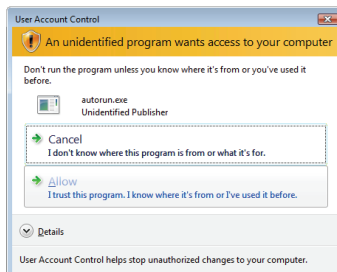 User Account Control
An unidentified program wants access to your computer
Don't run the program unless you know where it's from or you've used it
before.
autorun.exe
Unidentified Publisher
Cancel
I don't know where this program is from or what it's for.
Allow
I trust this program. I know where it's from or I've used it before.
Details
User Account Control helps stop unauthorized changes to your computer.